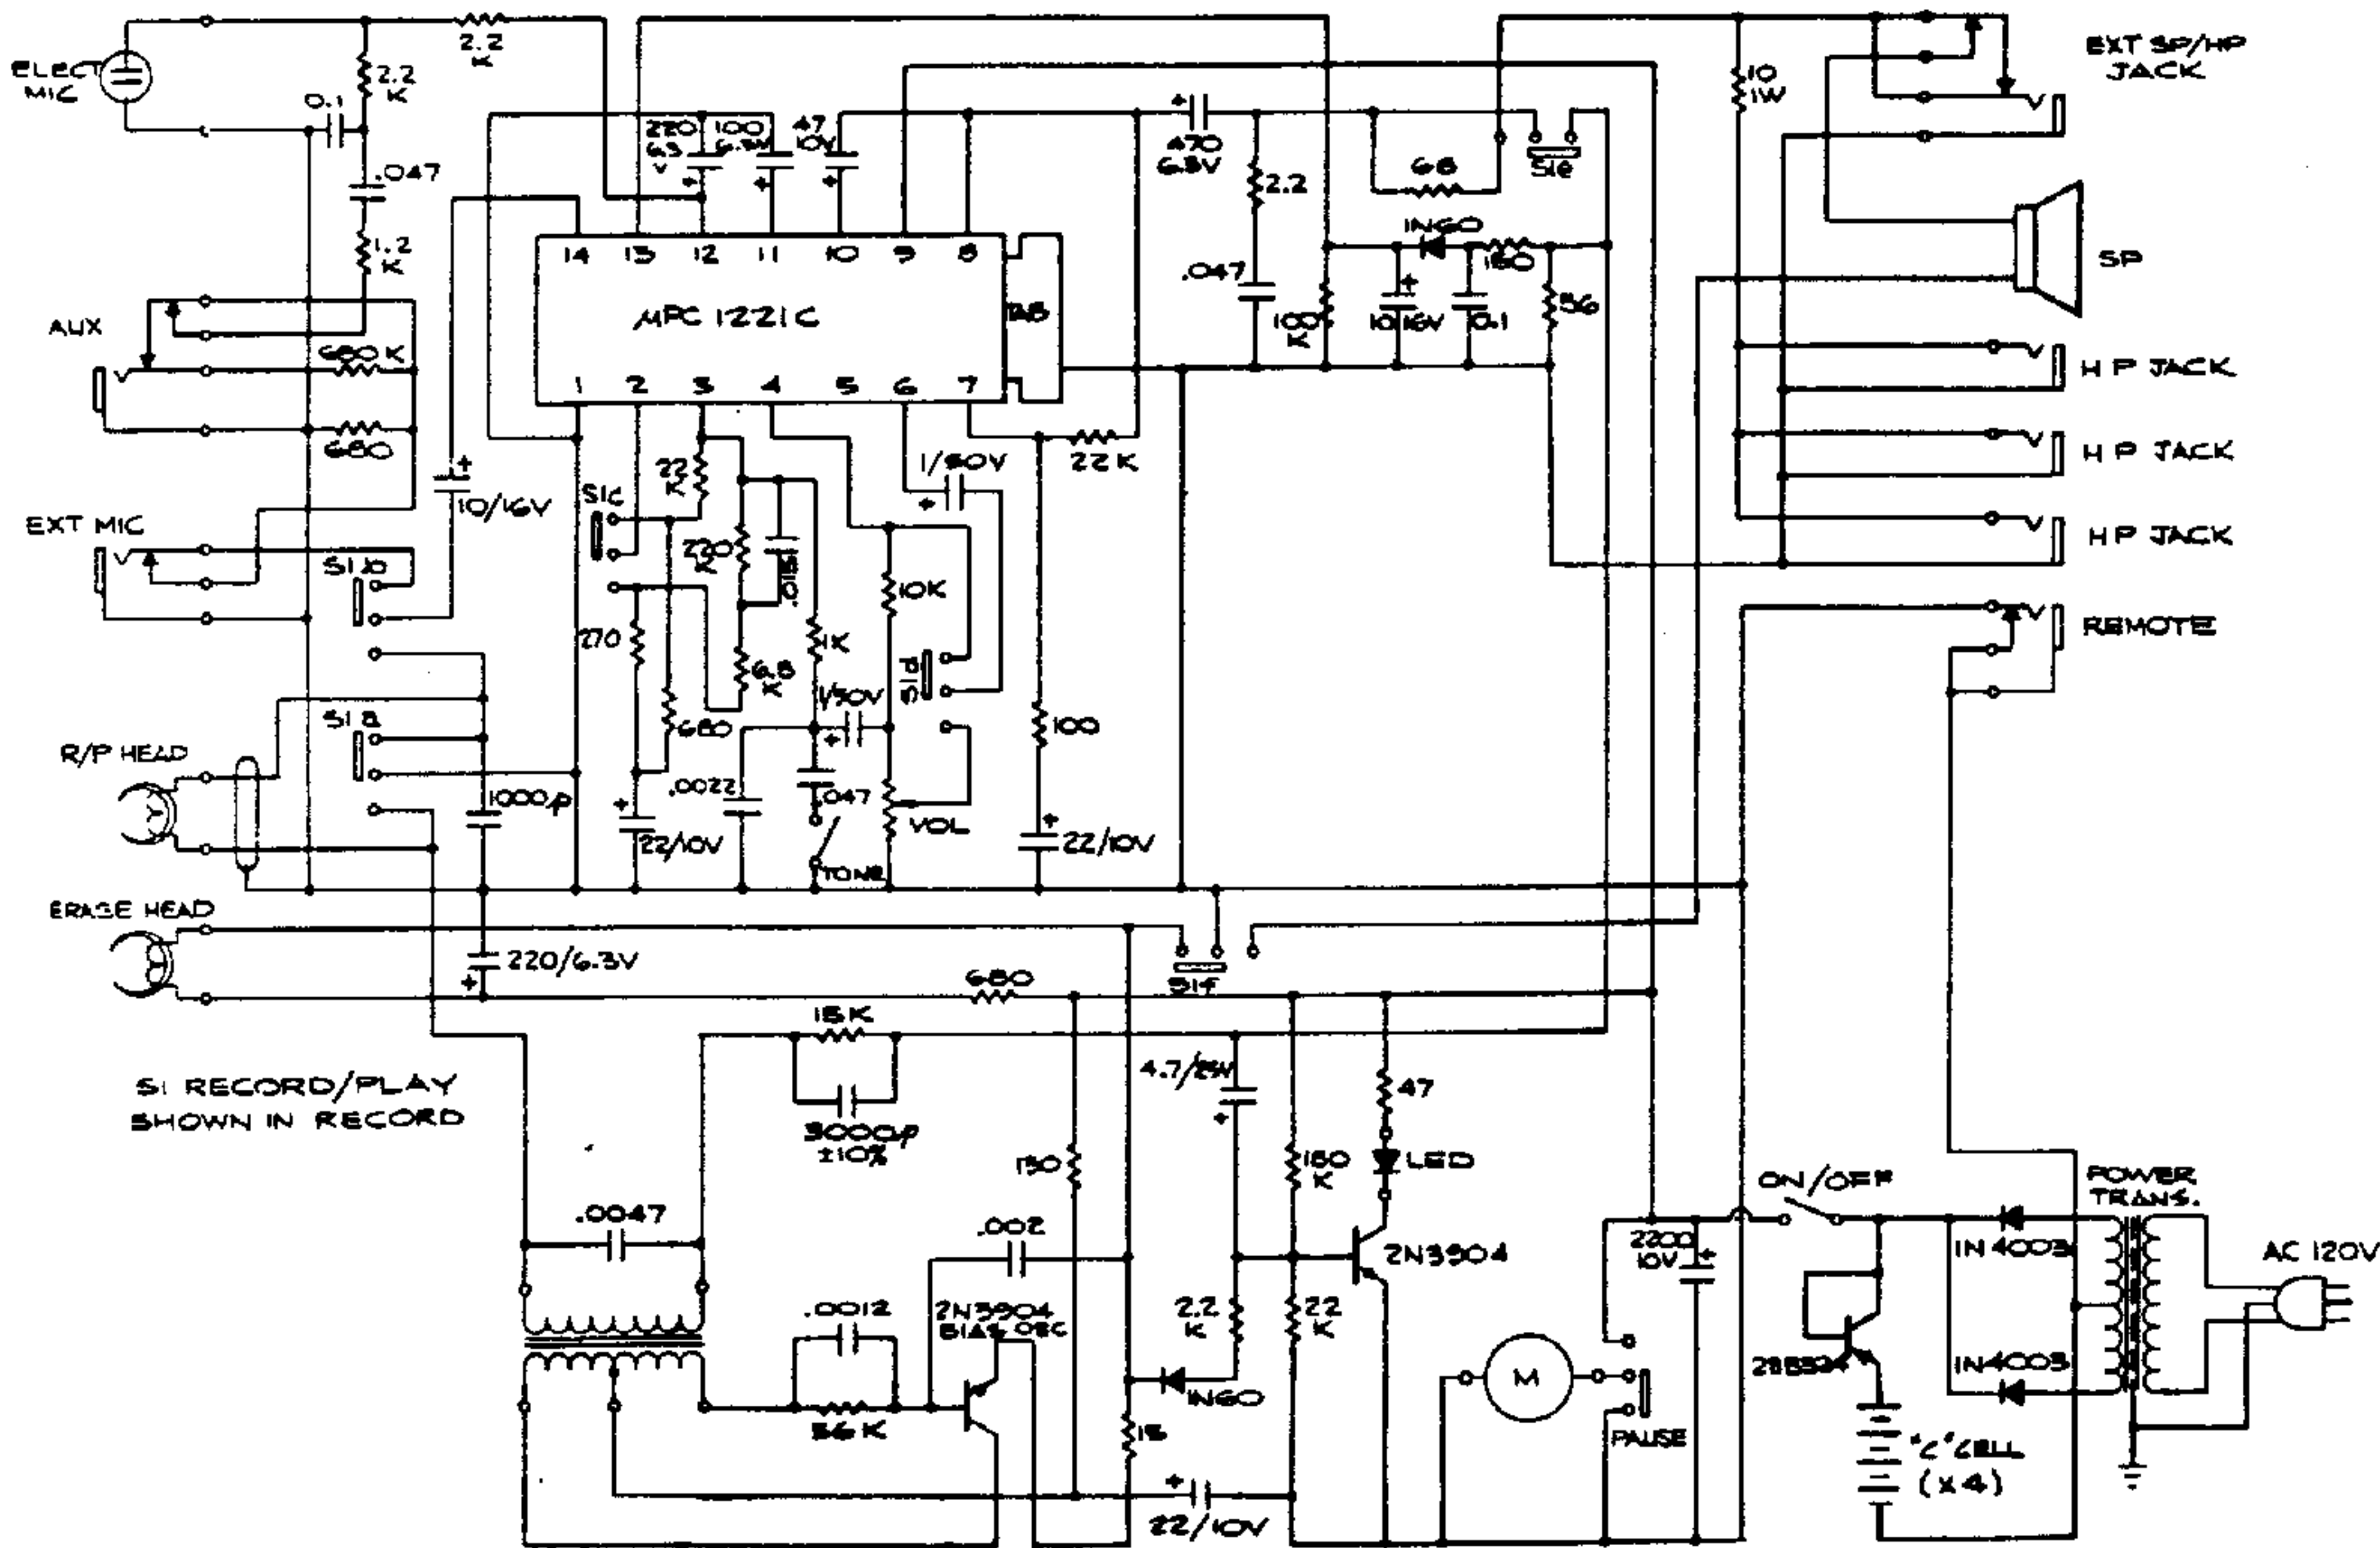 ELECT
MIC
2.2
K
2.2
K
0.1
.047
1.2
K
AUX
680K
680
10/16V
EXT MIC
S1b
S1a
R/P HEAD
1000p
ERASE HEAD
220/6.3V
S1 RECORD/PLAY
SHOWN IN RECORD
220
6.3
V
100
6.3V
47
10V
14
13
12
11
10
9
8
μPC 1221C
TAB
1
2
3
4
5
6
7
470
6.3V
2.2
.047
68
S1e
1N60
180
100
K
10/16V
0.1
56
10
1W
EXT SP/HP
JACK
SP
HP JACK
HP JACK
HP JACK
REMOTE
22
K
S1c
220
K
.015
1/50V
22K
10K
270
1K
6.8
K
680
1/50V
S1d
100
.0022
.047
VOL
22/10V
TONE
22/10V
680
S1f
15K
3000p
±10%
4.7/25V
47
LED
150
180
K
.0047
.002
2N3904
.0012
2N3904
BIAS OSC
56K
2.2
K
22
K
1N60
15
22/10V
M
PAUSE
2200
10V
ON/OFF
POWER
TRANS.
1N4003
1N4003
AC 120V
"C" CELL
(X4)